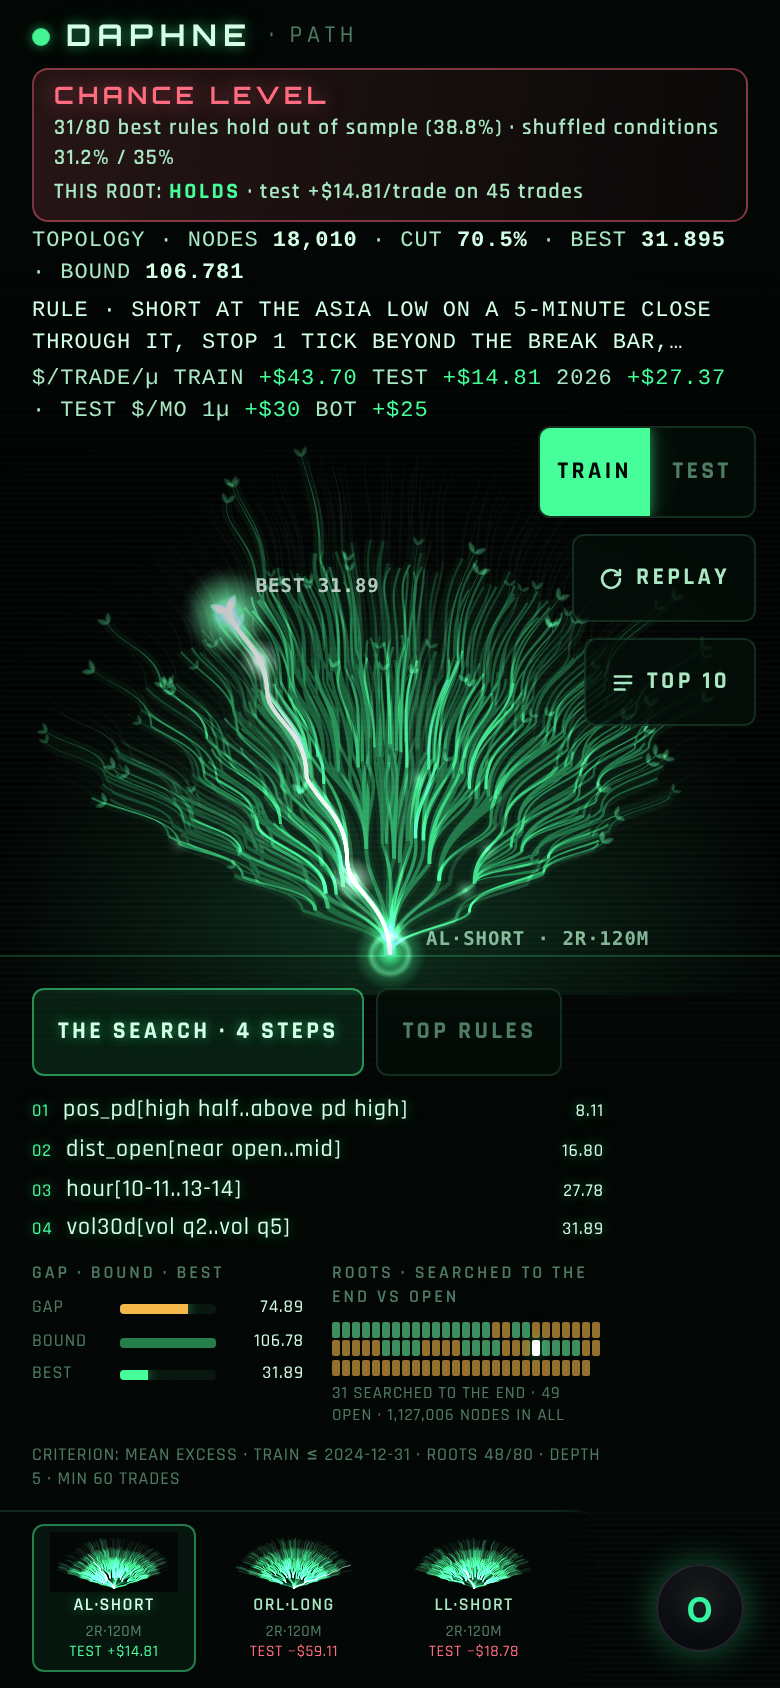 DAPHNE · PATH
CHANCE LEVEL
31/80 best rules hold out of sample (38.8%) · shuffled conditions
31.2% / 35%
THIS ROOT: HOLDS · test +$14.81/trade on 45 trades
TOPOLOGY · NODES 18,010 · CUT 70.5% · BEST 31.895
· BOUND 106.781
RULE · SHORT AT THE ASIA LOW ON A 5-MINUTE CLOSE
THROUGH IT, STOP 1 TICK BEYOND THE BREAK BAR,…
$/TRADE/µ TRAIN +$43.70 TEST +$14.81 2026 +$27.37
· TEST $/MO 1µ +$30 BOT +$25
TRAIN TEST
REPLAY
TOP 10
BEST 31.89
AL·SHORT · 2R·120M
THE SEARCH · 4 STEPS TOP RULES
01 pos_pd[high half..above pd high] 8.11
02 dist_open[near open..mid] 16.80
03 hour[10-11..13-14] 27.78
04 vol30d[vol q2..vol q5] 31.89
GAP · BOUND · BEST
GAP 74.89
BOUND 106.78
BEST 31.89
ROOTS · SEARCHED TO THE
END VS OPEN
31 SEARCHED TO THE END · 49
OPEN · 1,127,006 NODES IN ALL
CRITERION: MEAN EXCESS · TRAIN ≤ 2024-12-31 · ROOTS 48/80 · DEPTH
5 · MIN 60 TRADES
AL·SHORT
2R·120M
TEST +$14.81
ORL·LONG
2R·120M
TEST −$59.11
LL·SHORT
2R·120M
TEST −$18.78
O